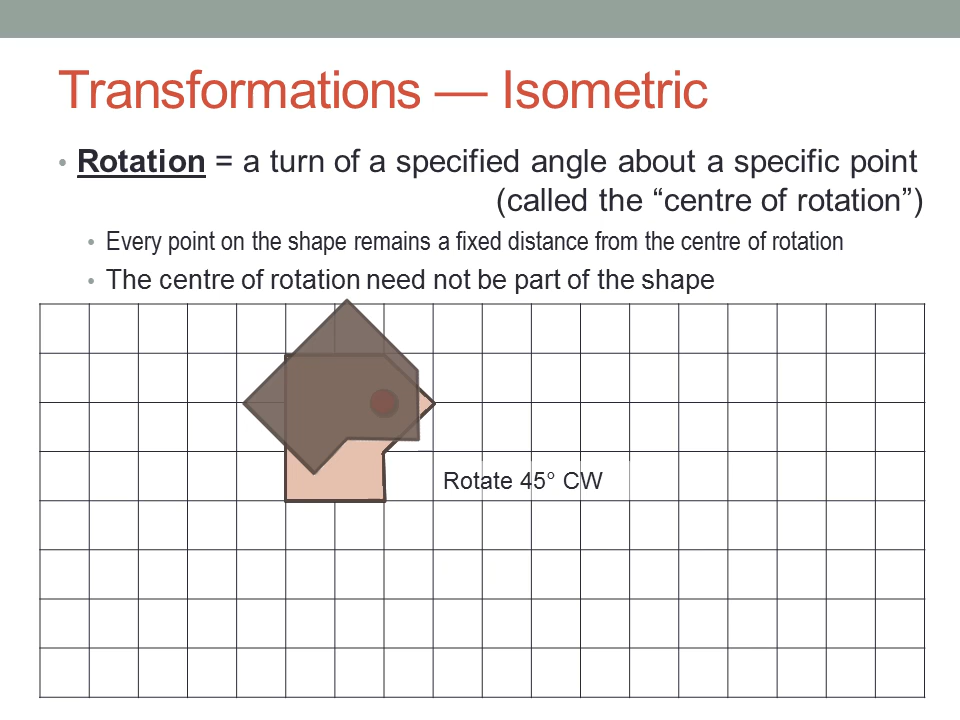 Transformations — Isometric
• Rotation = a turn of a specified angle about a specific point
(called the “centre of rotation”)
• Every point on the shape remains a fixed distance from the centre of rotation
• The centre of rotation need not be part of the shape
Rotate 45° CW